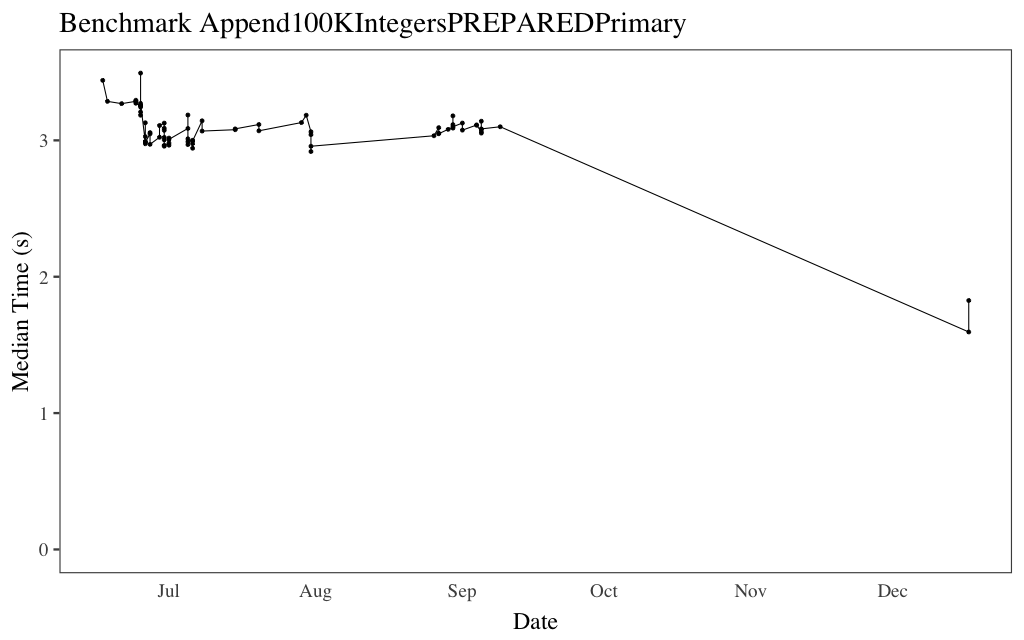 Benchmark Append100KIntegersPREPAREDPrimary
Median Time (s)
3
2
1
0
Jul Aug Sep Oct Nov Dec
Date